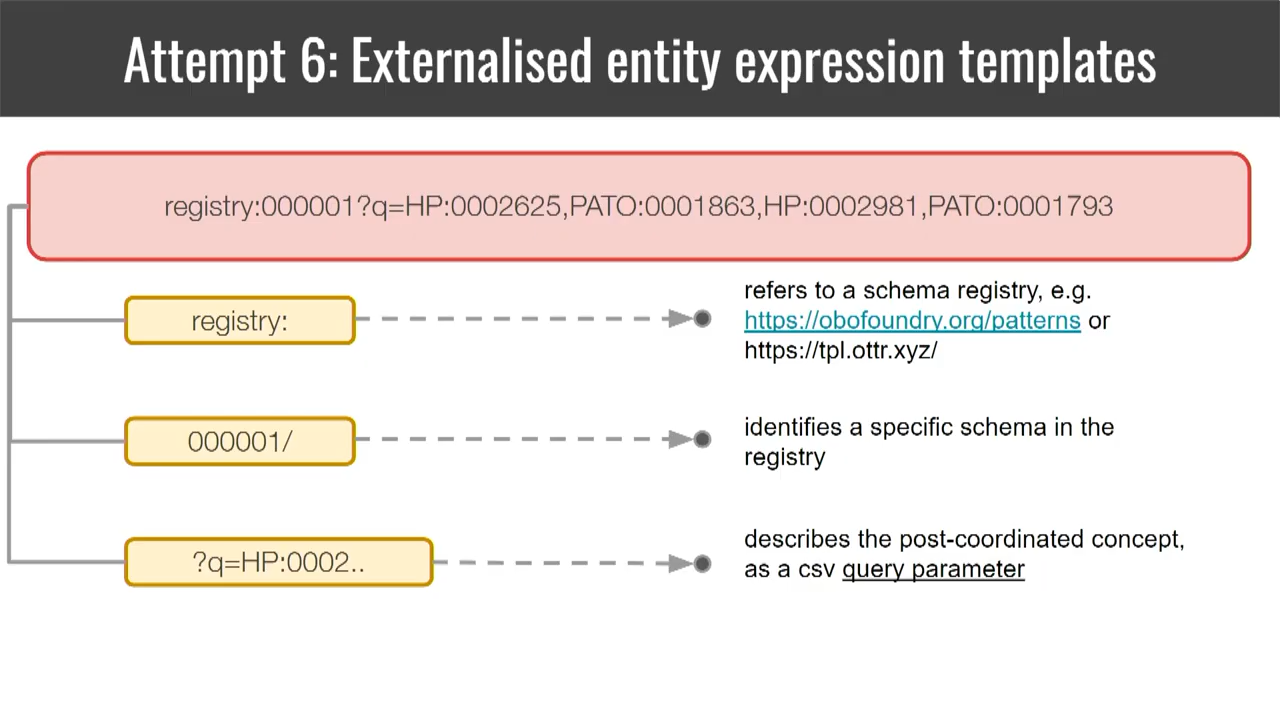 Attempt 6: Externalised entity expression templates
registry:000001?q=HP:0002625,PATO:0001863,HP:0002981,PATO:0001793
registry:
refers to a schema registry, e.g.
https://obofoundry.org/patterns or
https://tpl.ottr.xyz/
000001/
identifies a specific schema in the
registry
?q=HP:0002..
describes the post-coordinated concept,
as a csv query parameter